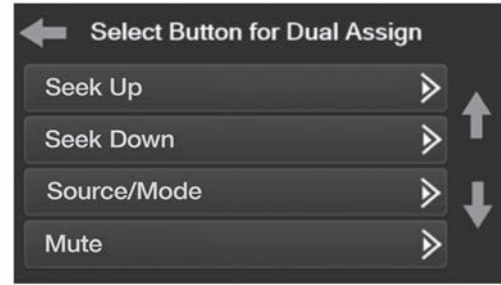 Select Button for Dual Assign
Seek Up
Seek Down
Source/Mode
Mute